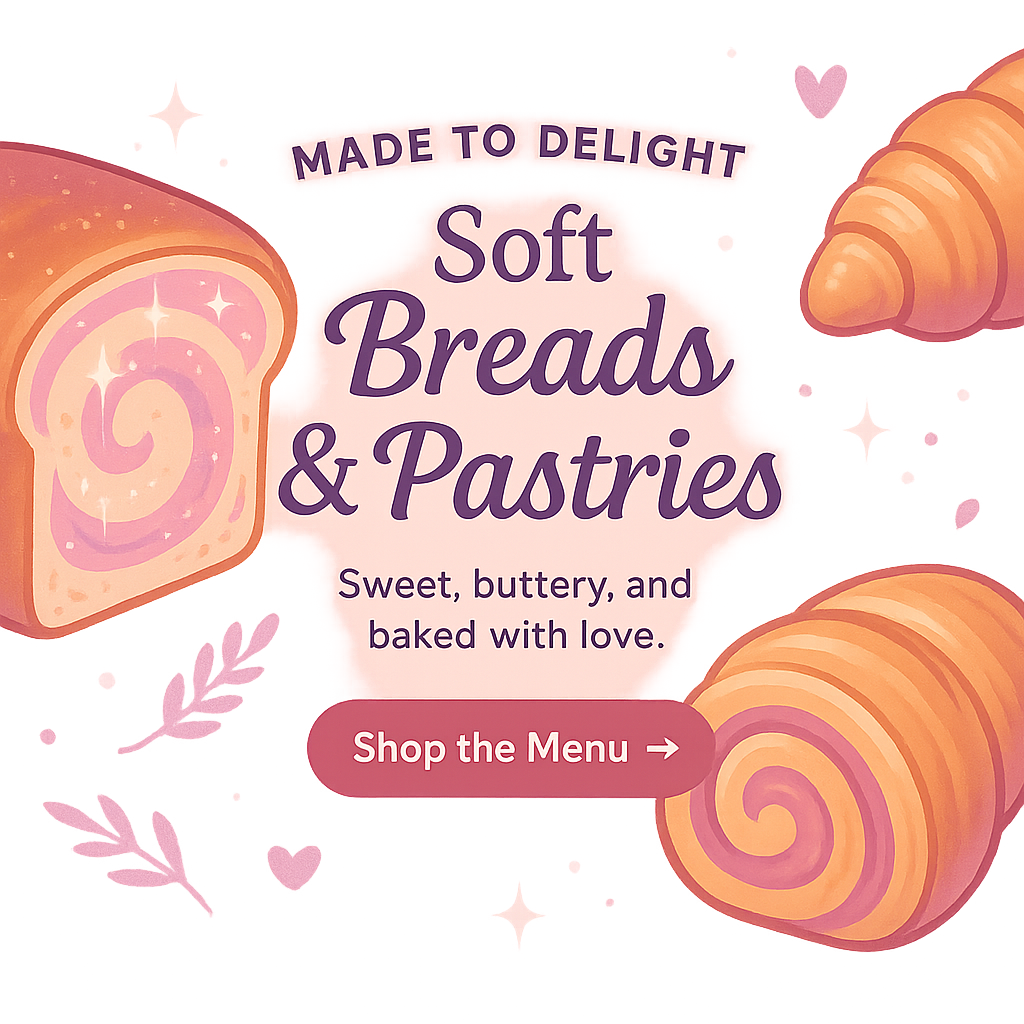 MADE TO DELIGHT
Soft
Breads
& Pastries
Sweet, buttery, and
baked with love.
Shop the Menu →